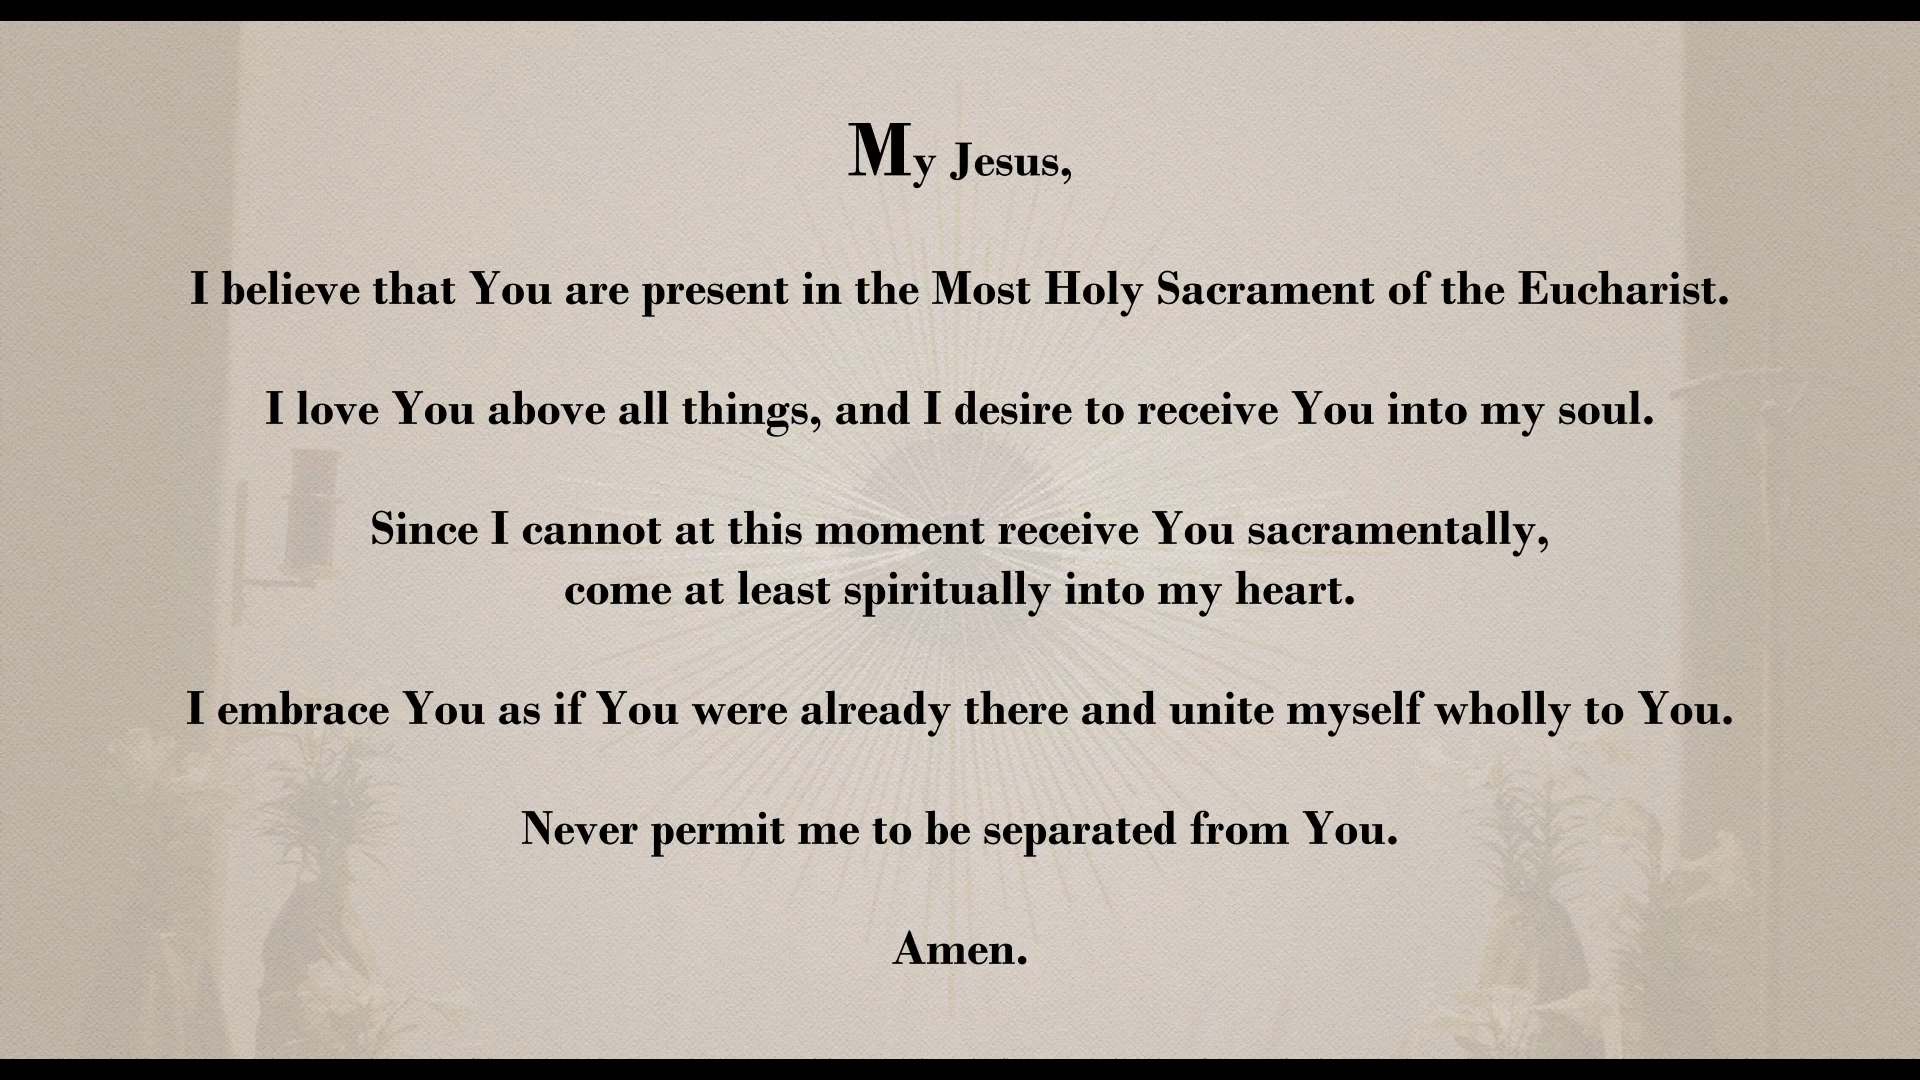 My Jesus,
I believe that You are present in the Most Holy Sacrament of the Eucharist.
I love You above all things, and I desire to receive You into my soul.
Since I cannot at this moment receive You sacramentally,
come at least spiritually into my heart.
I embrace You as if You were already there and unite myself wholly to You.
Never permit me to be separated from You.
Amen.